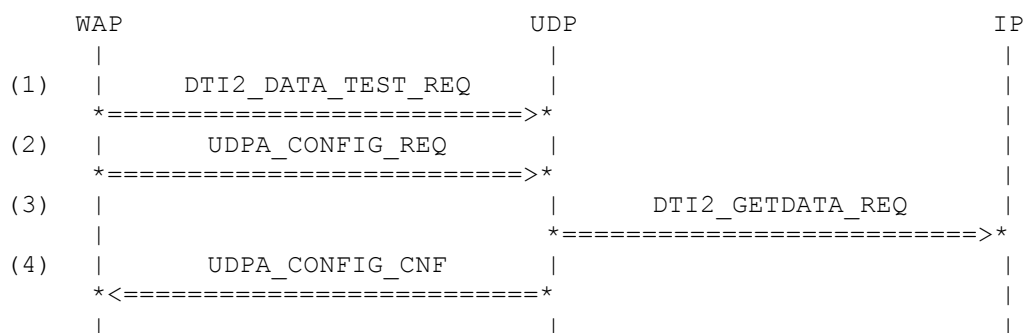 WAP UDP IP
| | |
(1) | DTI2_DATA_TEST_REQ | |
*==========================>* |
(2) | UDPA_CONFIG_REQ | |
*==========================>* |
(3) | | DTI2_GETDATA_REQ |
| *==========================>*
(4) | UDPA_CONFIG_CNF | |
*<==========================* |
| | |